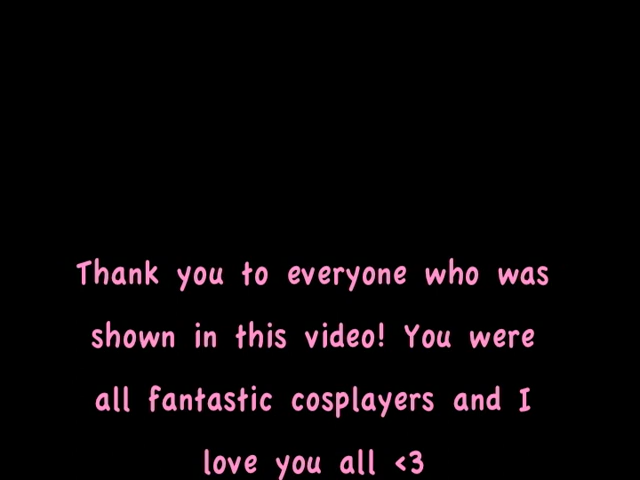 Thank you to everyone who was
shown in this video! You were
all fantastic cosplayers and I
love you all <3